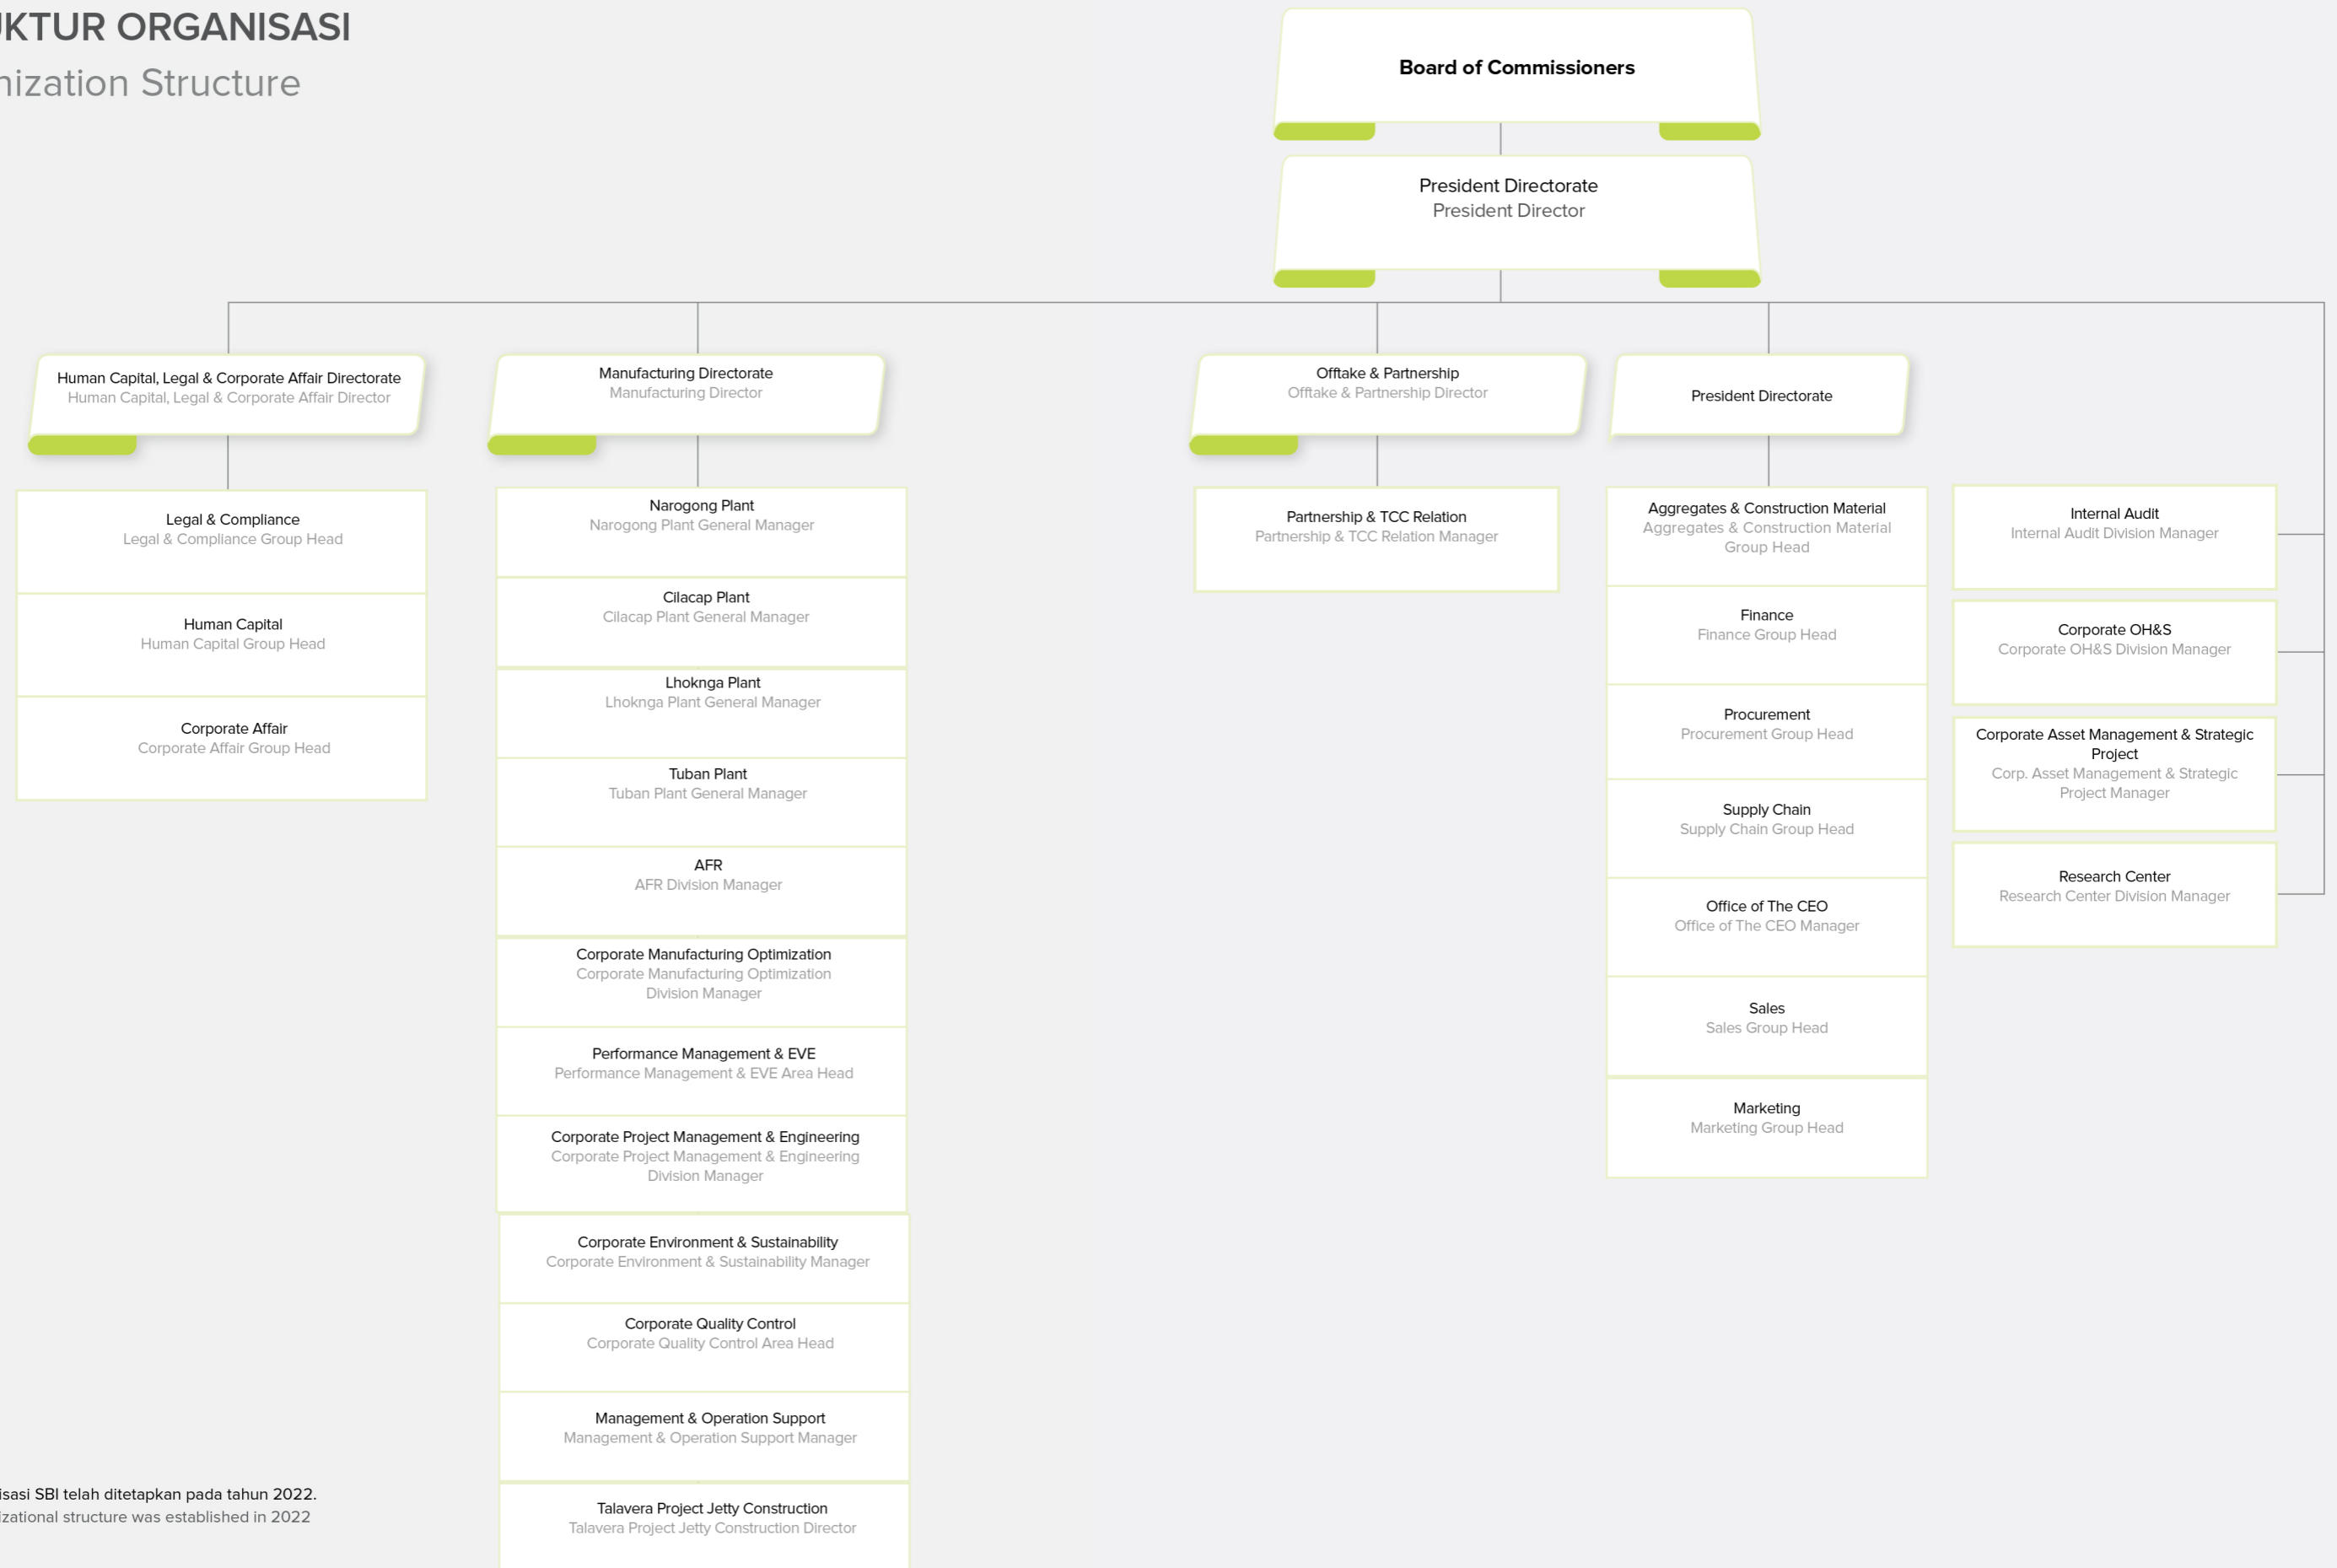 UKTUR ORGANISASI
nization Structure
Board of Commissioners
President Directorate
President Director
Human Capital, Legal & Corporate Affair Directorate
Human Capital, Legal & Corporate Affair Director
Legal & Compliance
Legal & Compliance Group Head
Human Capital
Human Capital Group Head
Corporate Affair
Corporate Affair Group Head
Manufacturing Directorate
Manufacturing Director
Narogong Plant
Narogong Plant General Manager
Cilacap Plant
Cilacap Plant General Manager
Lhoknga Plant
Lhoknga Plant General Manager
Tuban Plant
Tuban Plant General Manager
AFR
AFR Division Manager
Corporate Manufacturing Optimization
Corporate Manufacturing Optimization
Division Manager
Performance Management & EVE
Performance Management & EVE Area Head
Corporate Project Management & Engineering
Corporate Project Management & Engineering
Division Manager
Corporate Environment & Sustainability
Corporate Environment & Sustainability Manager
Corporate Quality Control
Corporate Quality Control Area Head
Management & Operation Support
Management & Operation Support Manager
Talavera Project Jetty Construction
Talavera Project Jetty Construction Director
Offtake & Partnership
Offtake & Partnership Director
Partnership & TCC Relation
Partnership & TCC Relation Manager
President Directorate
Aggregates & Construction Material
Aggregates & Construction Material
Group Head
Finance
Finance Group Head
Procurement
Procurement Group Head
Supply Chain
Supply Chain Group Head
Office of The CEO
Office of The CEO Manager
Sales
Sales Group Head
Marketing
Marketing Group Head
Internal Audit
Internal Audit Division Manager
Corporate OH&S
Corporate OH&S Division Manager
Corporate Asset Management & Strategic
Project
Corp. Asset Management & Strategic
Project Manager
Research Center
Research Center Division Manager
isasi SBI telah ditetapkan pada tahun 2022.
izational structure was established in 2022